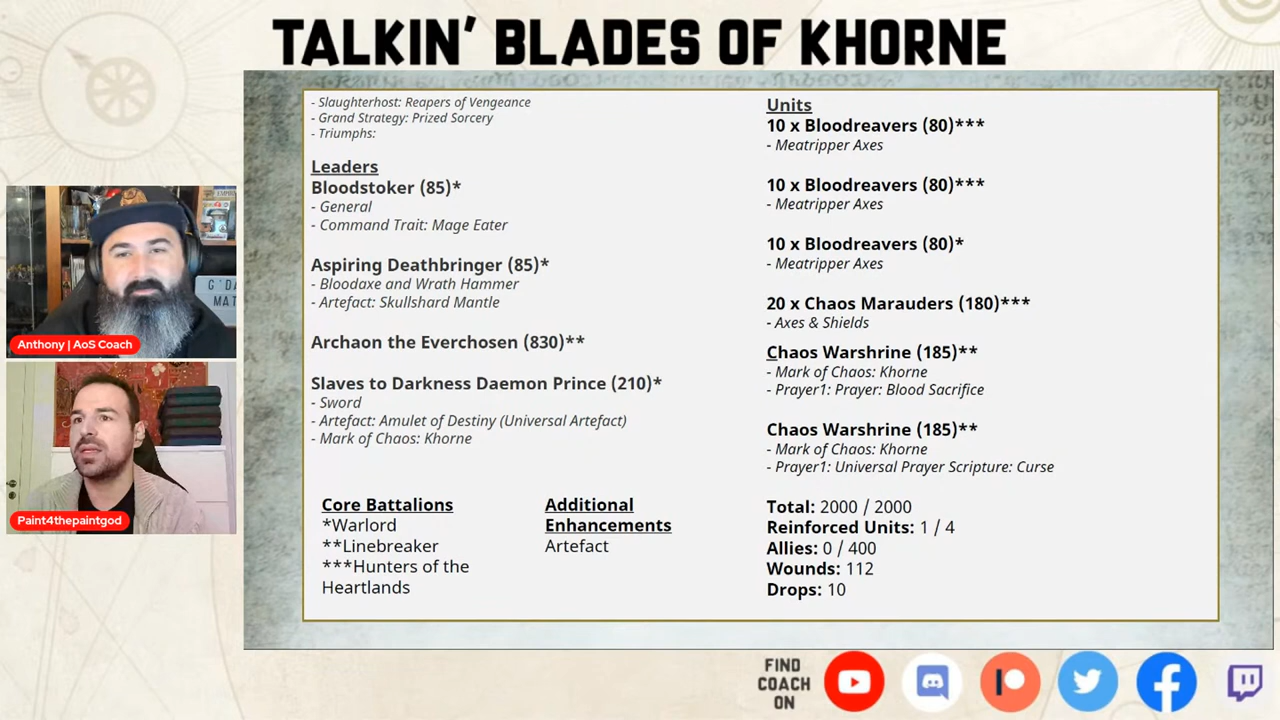 TALKIN' BLADES OF KHORNE
- Slaughterhost: Reapers of Vengeance
- Grand Strategy: Prized Sorcery
- Triumphs:
Leaders
Bloodstoker (85)*
- General
- Command Trait: Mage Eater
Aspiring Deathbringer (85)*
- Bloodaxe and Wrath Hammer
- Artefact: Skullshard Mantle
Archaon the Everchosen (830)**
Slaves to Darkness Daemon Prince (210)*
- Sword
- Artefact: Amulet of Destiny (Universal Artefact)
- Mark of Chaos: Khorne
Core Battalions
*Warlord
**Linebreaker
***Hunters of the
Heartlands
Additional
Enhancements
Artefact
Units
10 x Bloodreavers (80)***
- Meatripper Axes
10 x Bloodreavers (80)***
- Meatripper Axes
10 x Bloodreavers (80)*
- Meatripper Axes
20 x Chaos Marauders (180)***
- Axes & Shields
Chaos Warshrine (185)**
- Mark of Chaos: Khorne
- Prayer1: Prayer: Blood Sacrifice
Chaos Warshrine (185)**
- Mark of Chaos: Khorne
- Prayer1: Universal Prayer Scripture: Curse
Total: 2000 / 2000
Reinforced Units: 1 / 4
Allies: 0 / 400
Wounds: 112
Drops: 10
G'DA
MAT
Anthony | AoS Coach
Paint4thepaintgod
FIND
COACH
ON